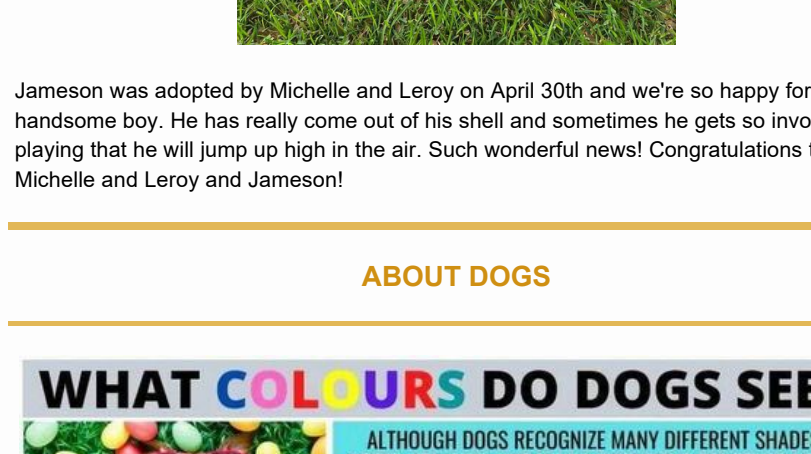 Jameson was adopted by Michelle and Leroy on April 30th and we're so happy for
handsome boy. He has really come out of his shell and sometimes he gets so invo
playing that he will jump up high in the air. Such wonderful news! Congratulations
Michelle and Leroy and Jameson!
ABOUT DOGS
WHAT COLOURS DO DOGS SEE
ALTHOUGH DOGS RECOGNIZE MANY DIFFERENT SHADE